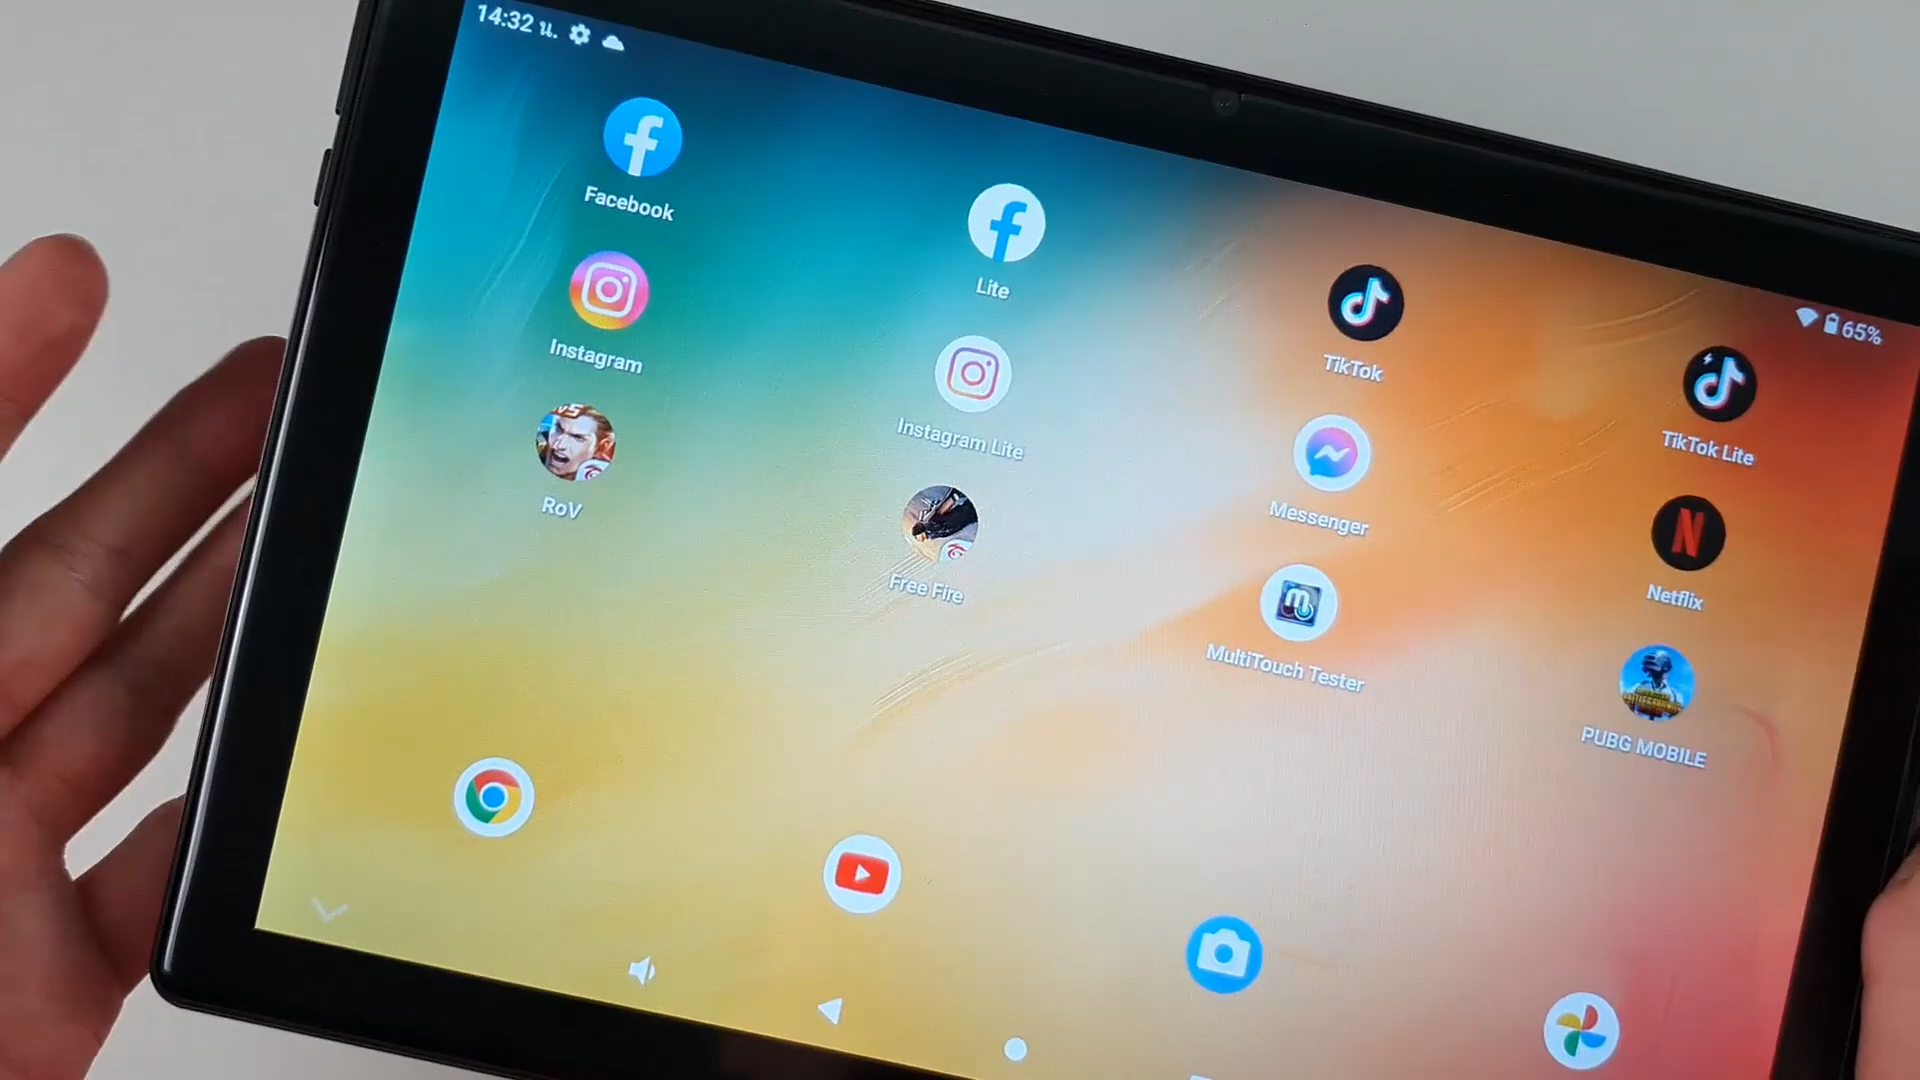 14:32 น.
65%
Facebook
Lite
TikTok
TikTok Lite
Instagram
Instagram Lite
Messenger
Netflix
RoV
Free Fire
MultiTouch Tester
PUBG MOBILE